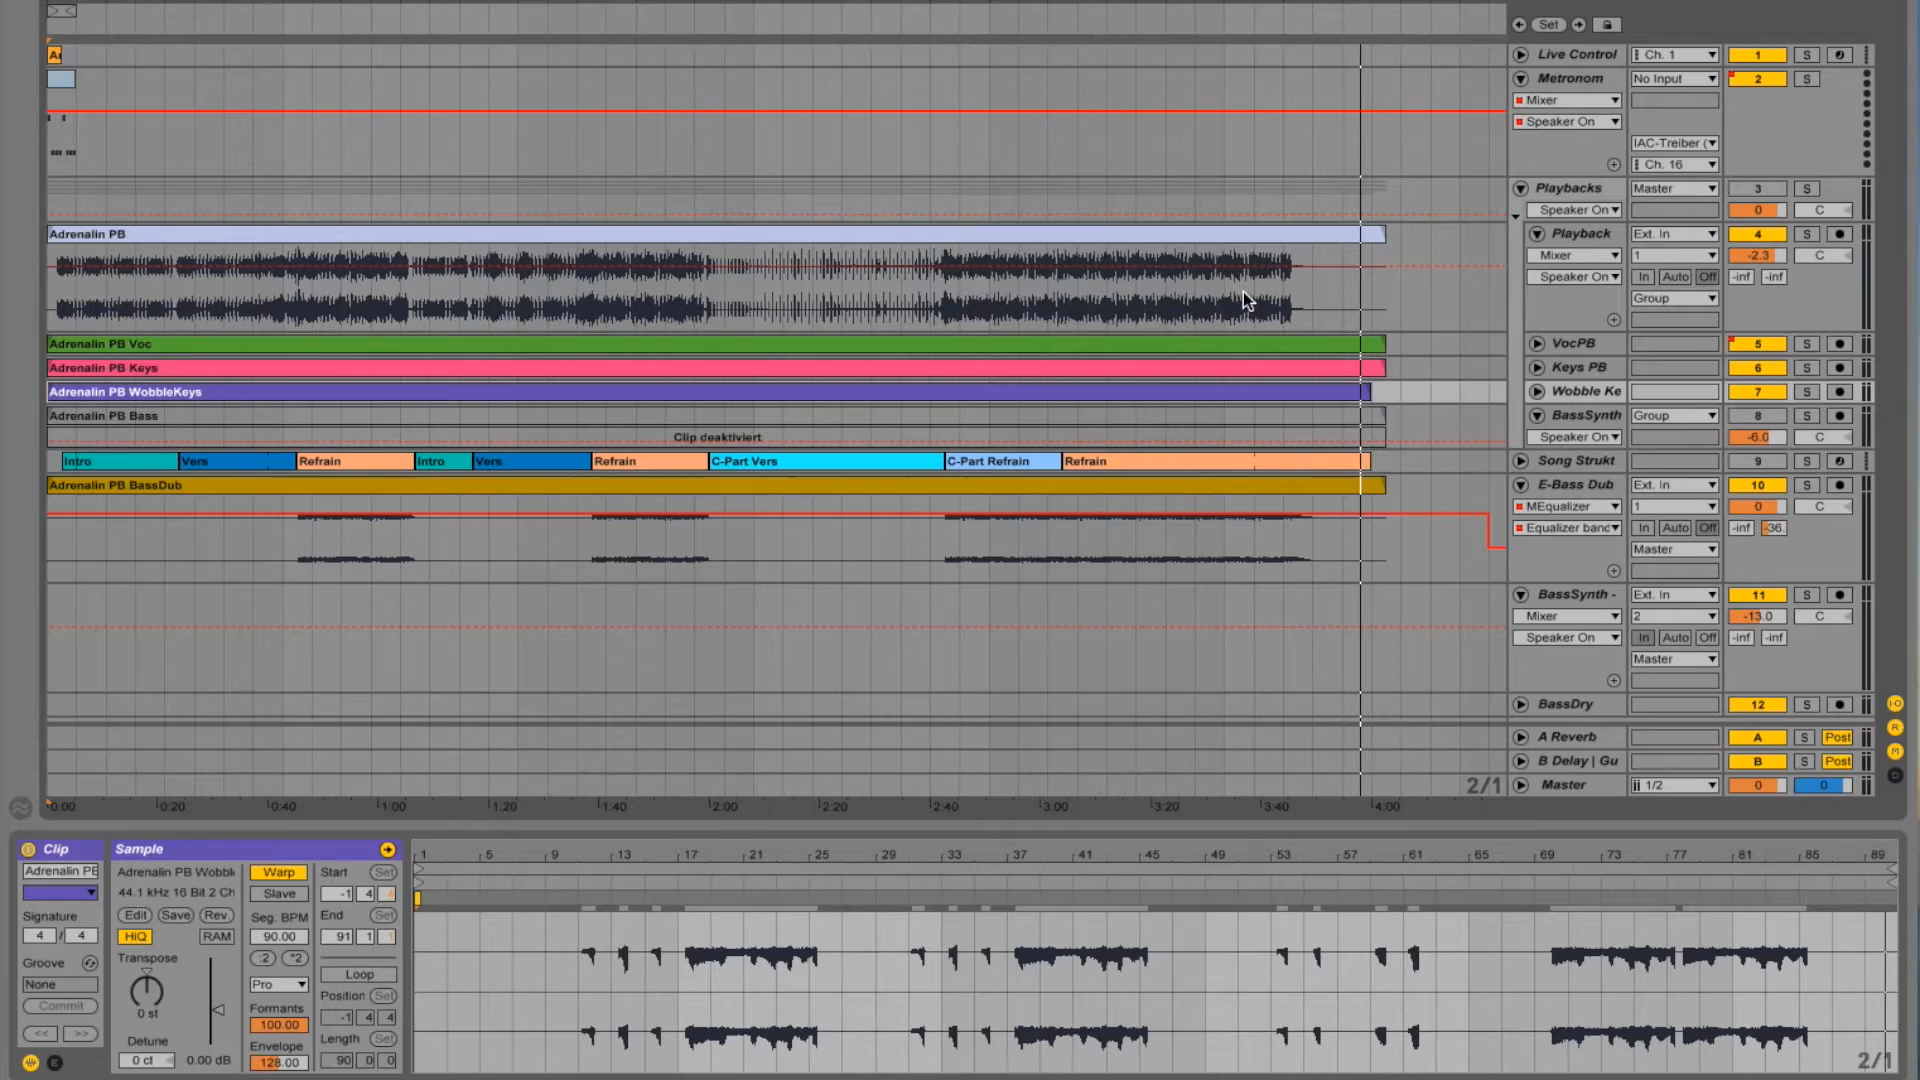 Set
Live Control Ch. 1 1 S
Metronom No Input 2 S
Mixer
Speaker On
IAC-Treiber (
Ch. 16
Playbacks Master 3 S
Speaker On 0 C
Adrenalin PB Playback Ext. In 4 S
Mixer 1 -2.3 C
Speaker On In Auto Off -inf -inf
Group
Adrenalin PB Voc VocPB 5 S
Adrenalin PB Keys Keys PB 6 S
Adrenalin PB WobbleKeys Wobble Ke 7 S
Adrenalin PB Bass BassSynth Group 8 S
Clip deaktiviert Speaker On -6.0 C
Intro Vers Refrain Intro Vers Refrain C-Part Vers C-Part Refrain Refrain Song Strukt 9 S
Adrenalin PB BassDub E-Bass Dub Ext. In 10 S
MEqualizer 1 0 C
Equalizer band In Auto Off -inf -36.
Master
BassSynth - Ext. In 11 S
Mixer 2 -13.0 C
Speaker On In Auto Off -inf -inf
Master
BassDry 12 S
A Reverb A S Post
B Delay | Gu B S Post
2/1 Master 1/2 0 0
0:00 0:20 0:40 1:00 1:20 1:40 2:00 2:20 2:40 3:00 3:20 3:40 4:00
I-O
R
M
D
Clip Sample
1 5 9 13 17 21 25 29 33 37 41 45 49 53 57 61 65 69 73 77 81 85 89
Adrenalin PB Adrenalin PB Wobbl Warp Start Set
44.1 kHz 16 Bit 2 Ch Slave -1 4
Signature Edit Save Rev. Seg. BPM End Set
4 / 4 HiQ RAM 90.00 91 1 1
Groove Transpose :2 *2
None 0 st Pro Loop
Commit Formants Position Set
100.00 -1 4 4
<< >> Detune Envelope Length Set
0 ct 0.00 dB 128.00 90 0 0
E
2/1